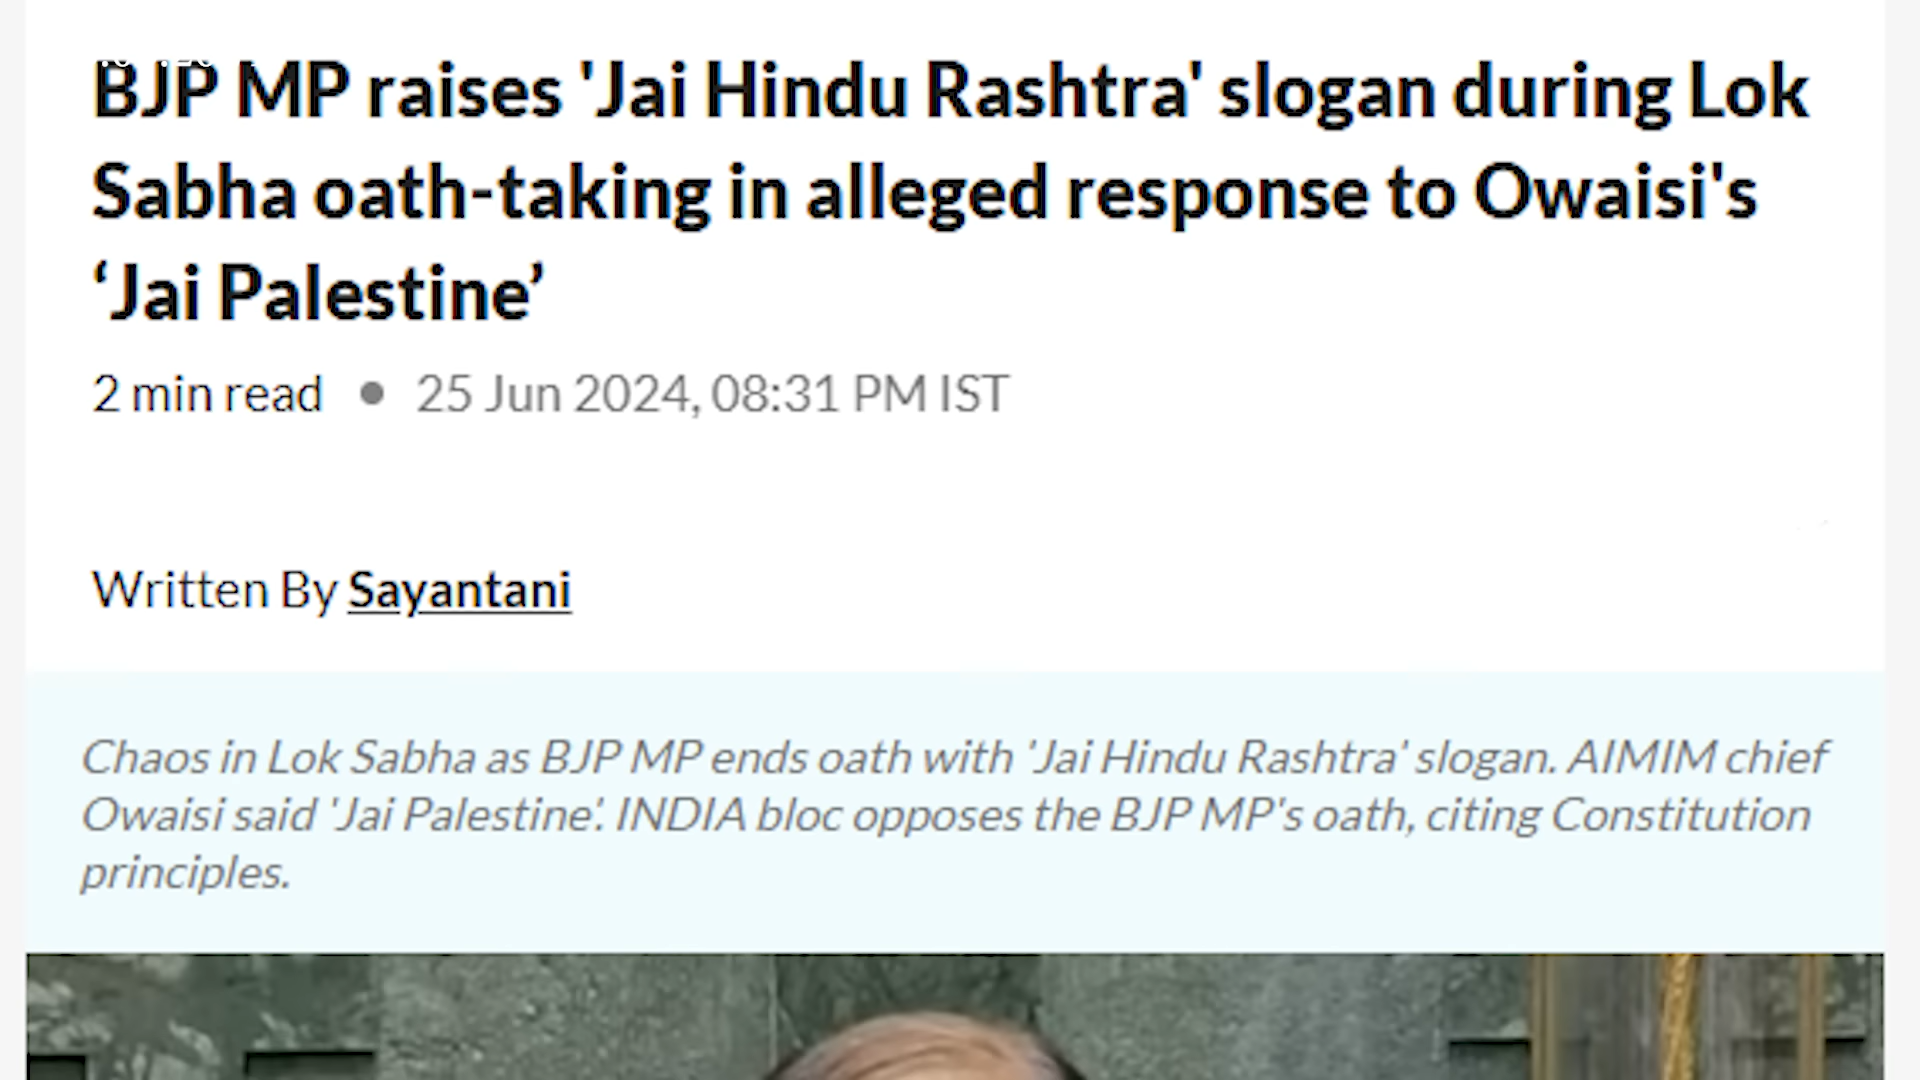 BJP MP raises 'Jai Hindu Rashtra' slogan during Lok
Sabha oath-taking in alleged response to Owaisi's
‘Jai Palestine’
2 min read • 25 Jun 2024, 08:31 PM IST
Written By Sayantani
Chaos in Lok Sabha as BJP MP ends oath with 'Jai Hindu Rashtra' slogan. AIMIM chief
Owaisi said 'Jai Palestine'. INDIA bloc opposes the BJP MP's oath, citing Constitution
principles.